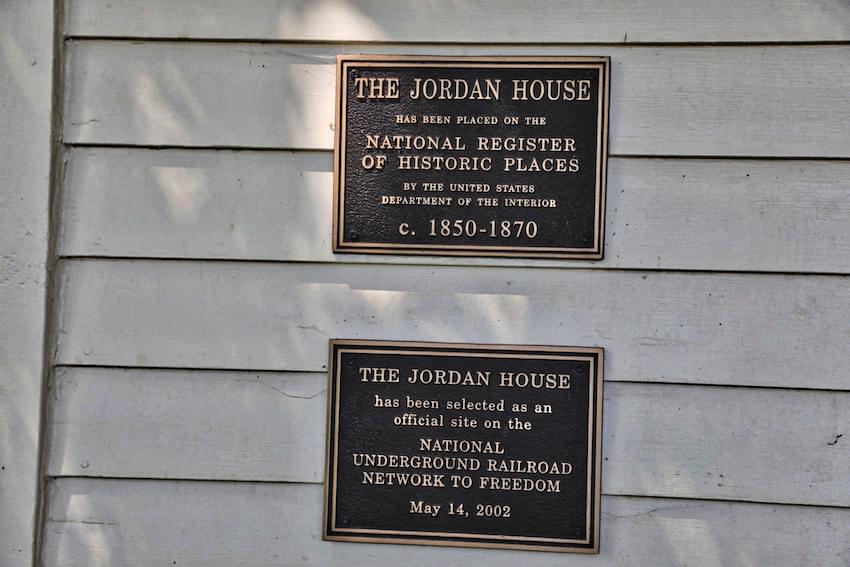 THE JORDAN HOUSE
HAS BEEN PLACED ON THE
NATIONAL REGISTER
OF HISTORIC PLACES
BY THE UNITED STATES
DEPARTMENT OF THE INTERIOR
c. 1850-1870
THE JORDAN HOUSE
has been selected as an
official site on the
NATIONAL
UNDERGROUND RAILROAD
NETWORK TO FREEDOM
May 14, 2002